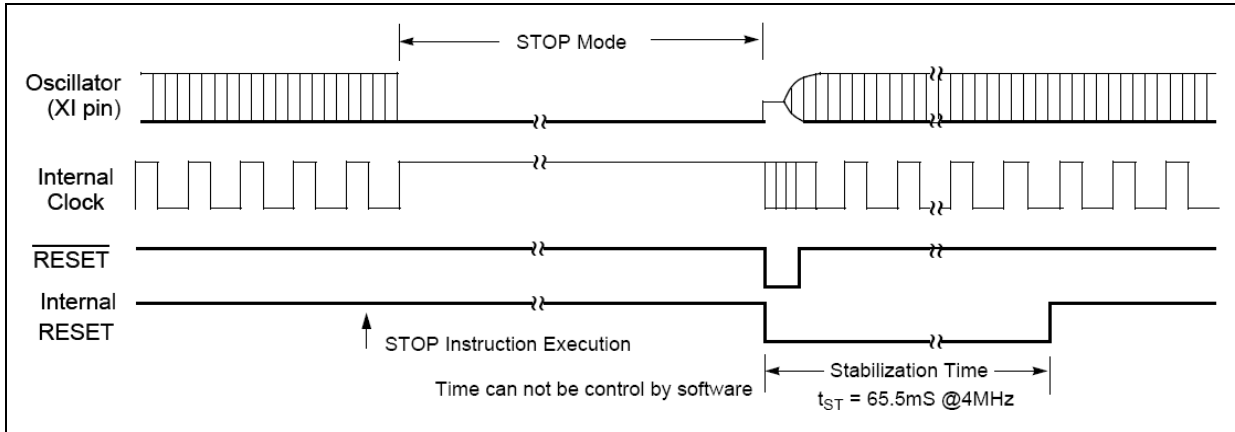 STOP Mode
Oscillator
(XI pin)
Internal
Clock
RESET
Internal
RESET
STOP Instruction Execution
Time can not be control by software
Stabilization Time
tST = 65.5mS @4MHz